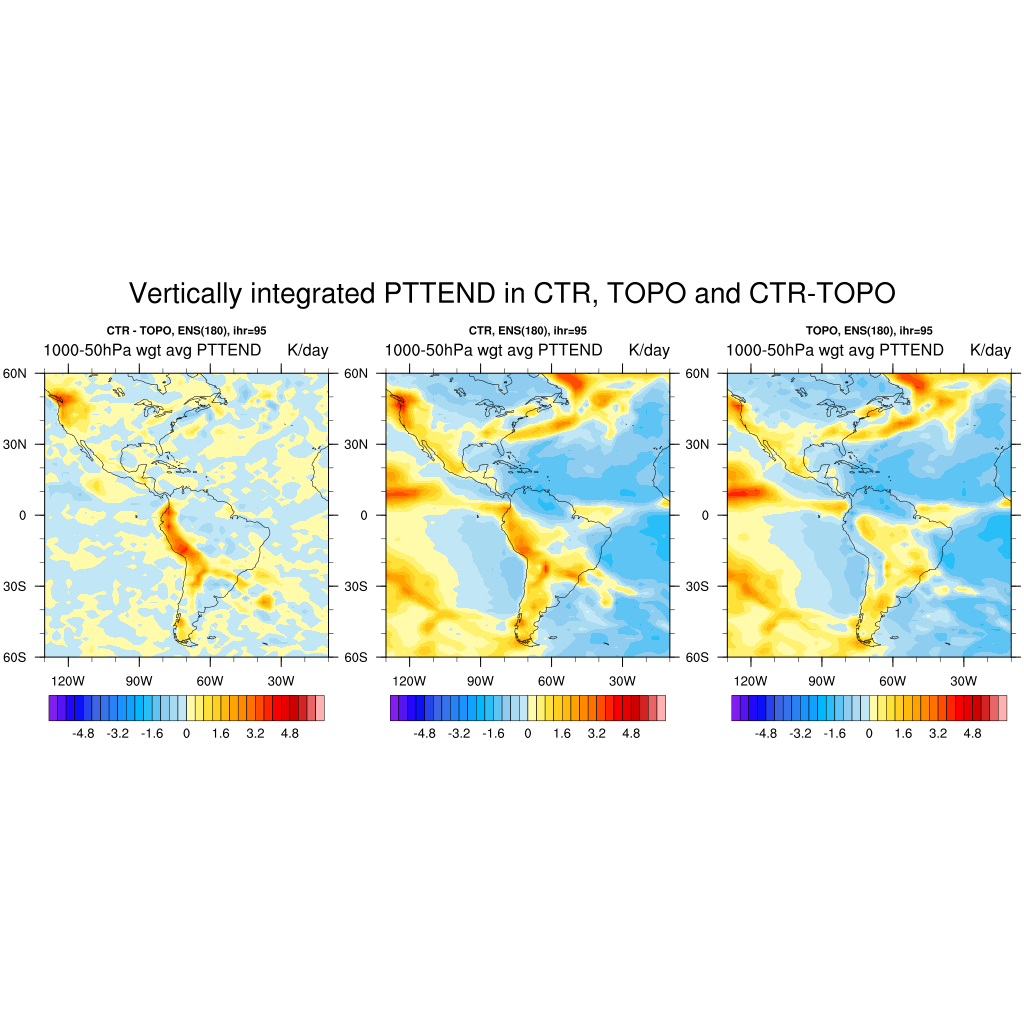 Vertically integrated PTTEND in CTR, TOPO and CTR-TOPO
CTR - TOPO, ENS(180), ihr=95
1000-50hPa wgt avg PTTEND K/day
60N
30N
0
30S
60S
120W 90W 60W 30W
-4.8 -3.2 -1.6 0 1.6 3.2 4.8
CTR, ENS(180), ihr=95
1000-50hPa wgt avg PTTEND K/day
60N
30N
0
30S
60S
120W 90W 60W 30W
-4.8 -3.2 -1.6 0 1.6 3.2 4.8
TOPO, ENS(180), ihr=95
1000-50hPa wgt avg PTTEND K/day
60N
30N
0
30S
60S
120W 90W 60W 30W
-4.8 -3.2 -1.6 0 1.6 3.2 4.8